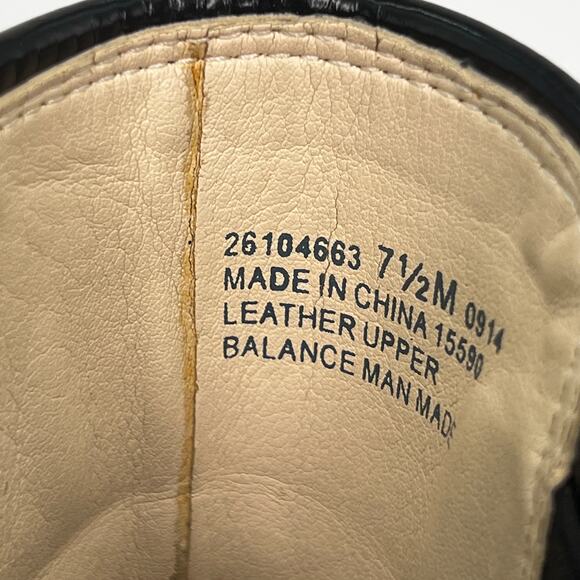 26104663 7½M 0914
MADE IN CHINA 15590
LEATHER UPPER
BALANCE MAN MADE